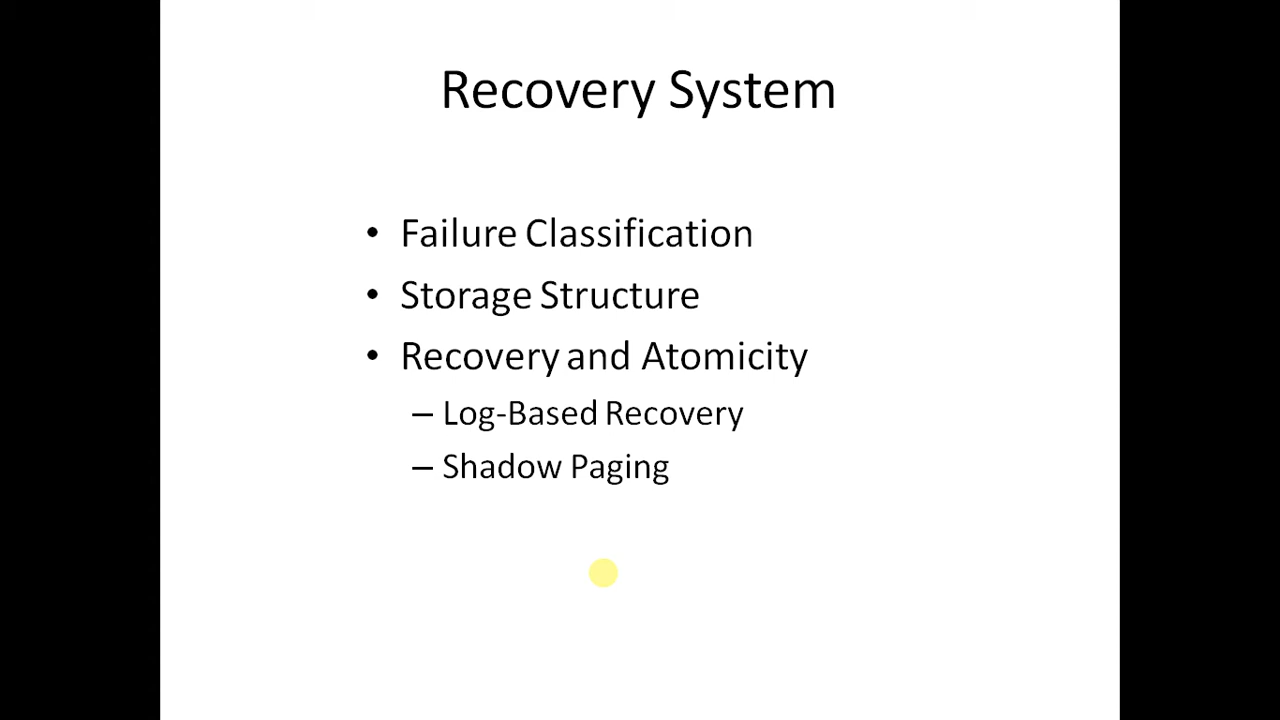 Recovery System
• Failure Classification
• Storage Structure
• Recovery and Atomicity
– Log-Based Recovery
– Shadow Paging